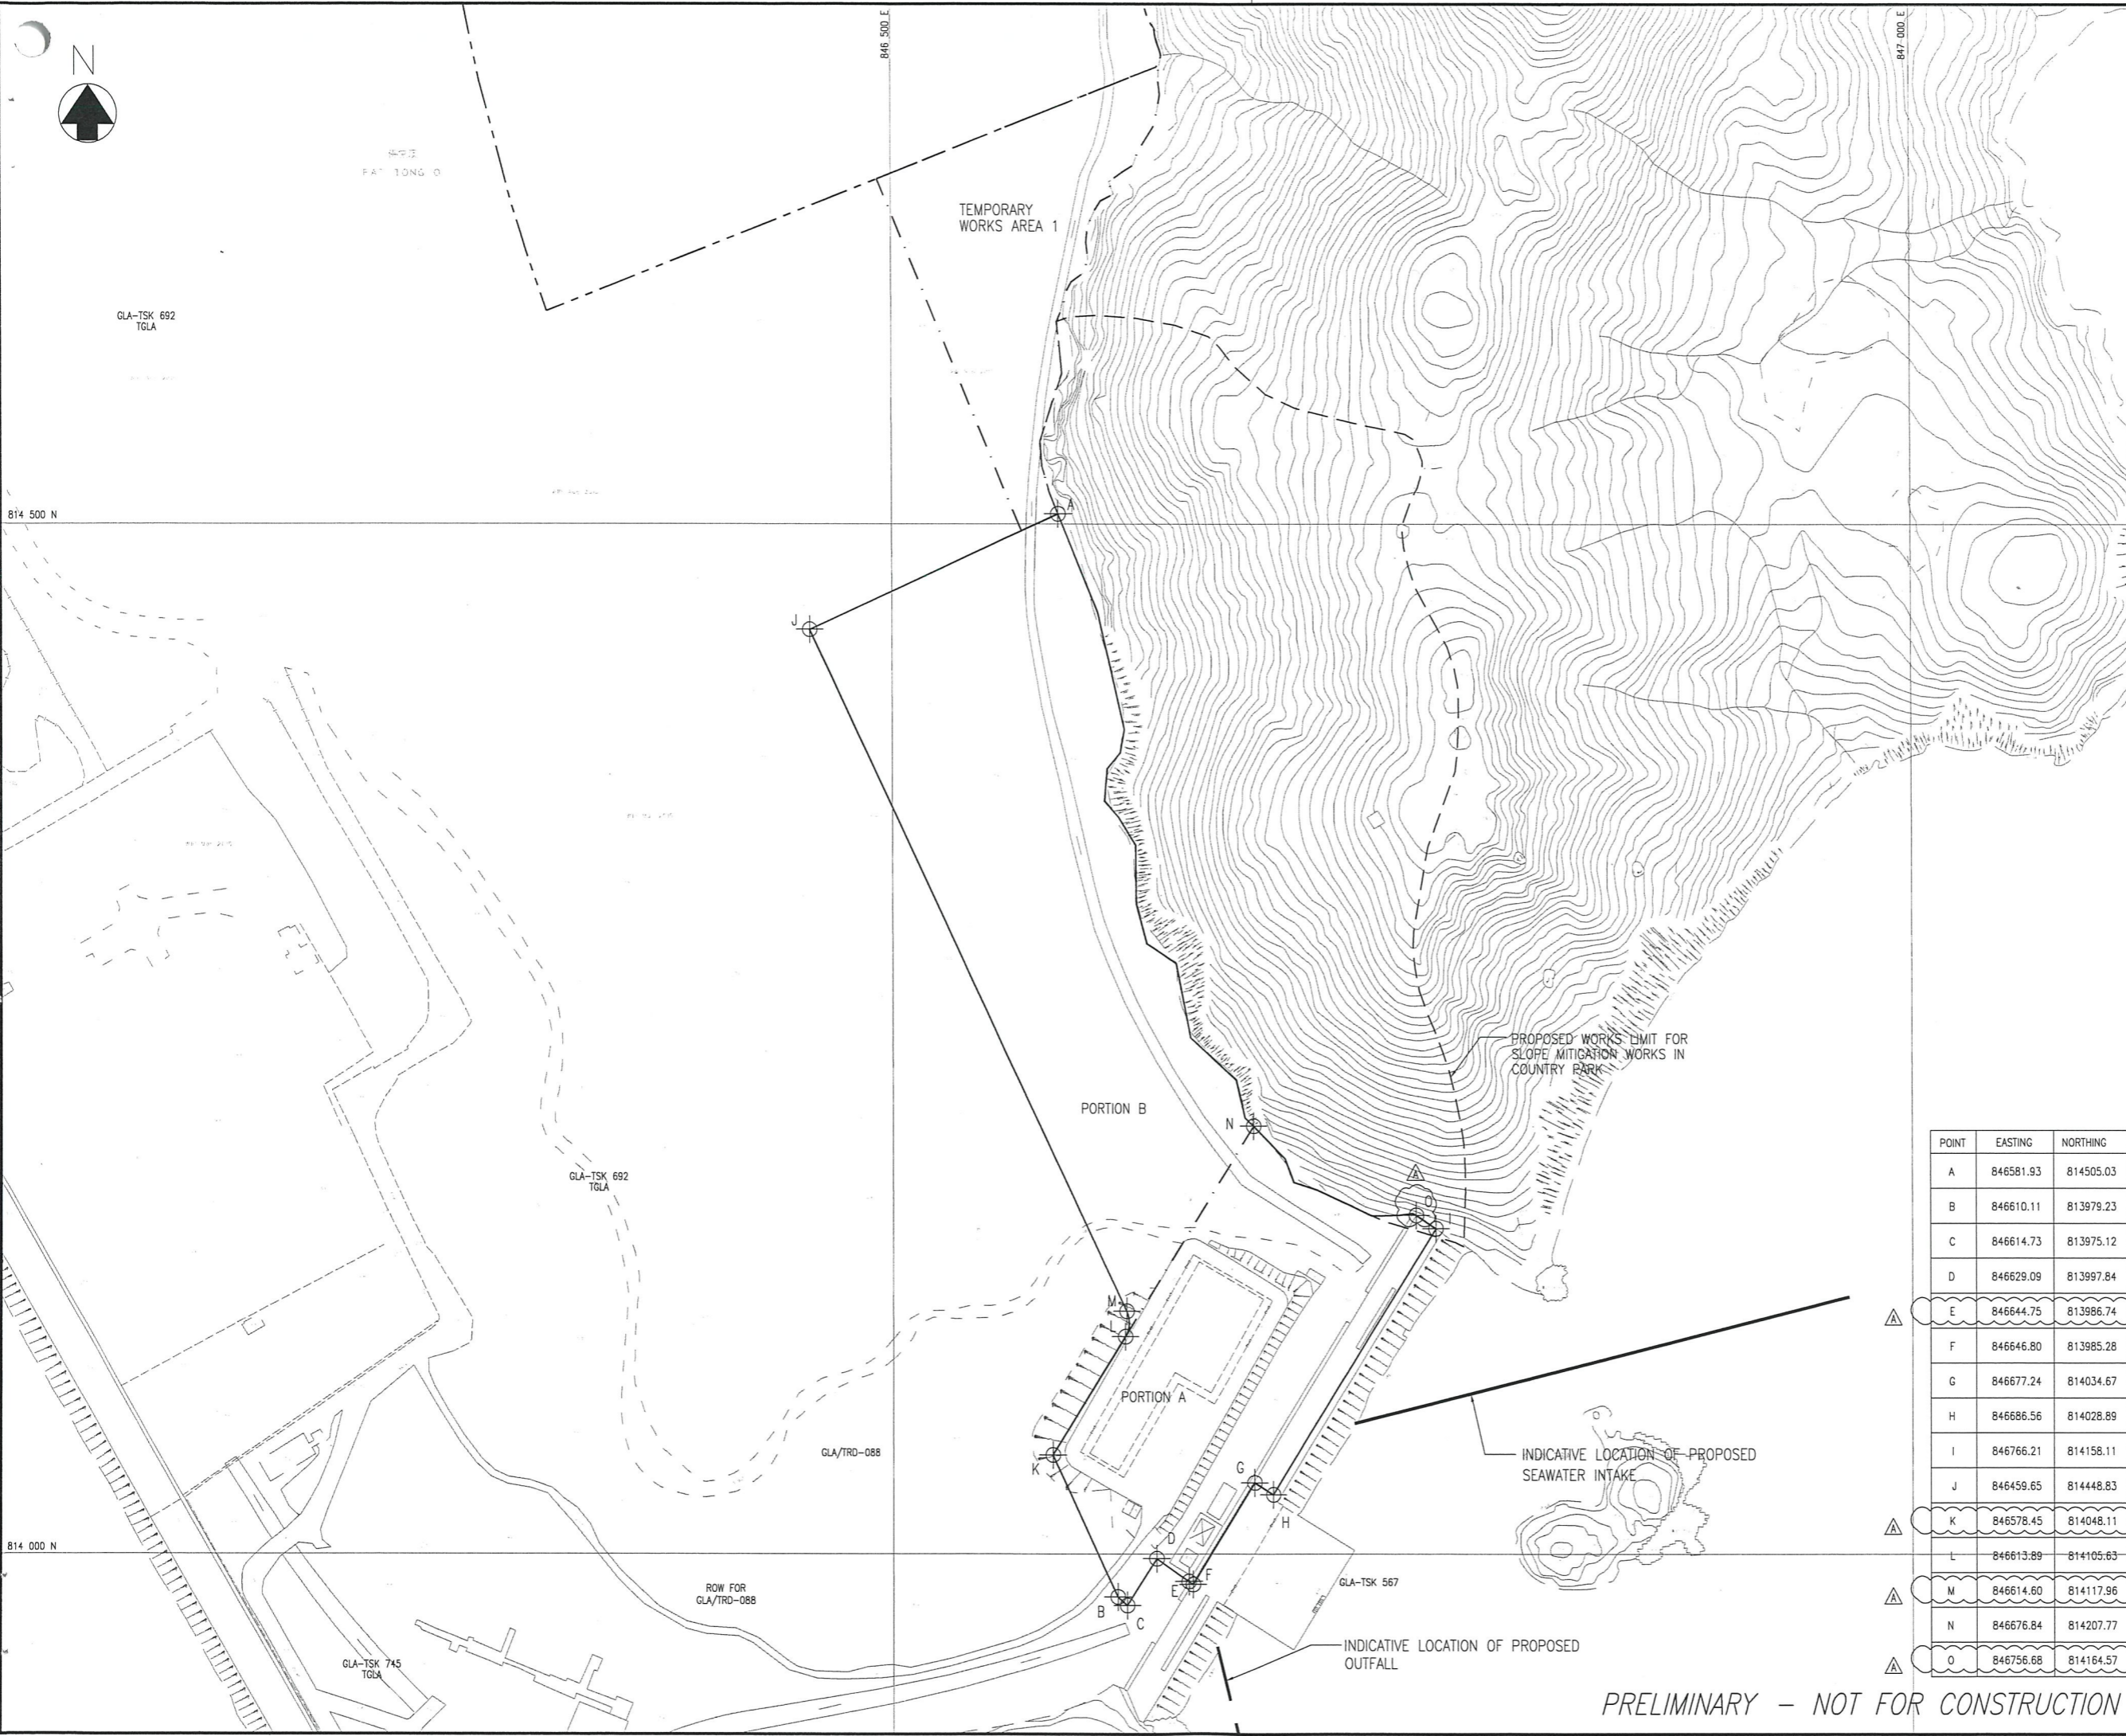 N
846 500 E
847 000 E
TEMPORARY
WORKS AREA 1
GLA-TSK 692
TGLA
814 500 N
A
J
PROPOSED WORKS LIMIT FOR
SLOPE MITIGATION WORKS IN
COUNTRY PARK
PORTION B
N
A
O
I
GLA-TSK 692
TGLA
M
L
PORTION A
GLA/TRD-088
K
G
H
INDICATIVE LOCATION OF PROPOSED
SEAWATER INTAKE
814 000 N
D
F
E
B
C
ROW FOR
GLA/TRD-088
GLA-TSK 567
GLA-TSK 745
TGLA
INDICATIVE LOCATION OF PROPOSED
OUTFALL
POINT EASTING NORTHING
A 846581.93 814505.03
B 846610.11 813979.23
C 846614.73 813975.12
D 846629.09 813997.84
A E 846644.75 813986.74
F 846646.80 813985.28
G 846677.24 814034.67
H 846686.56 814028.89
I 846766.21 814158.11
J 846459.65 814448.83
A K 846578.45 814048.11
L 846613.89 814105.63
A M 846614.60 814117.96
N 846676.84 814207.77
A O 846756.68 814164.57
PRELIMINARY – NOT FOR CONSTRUCTION